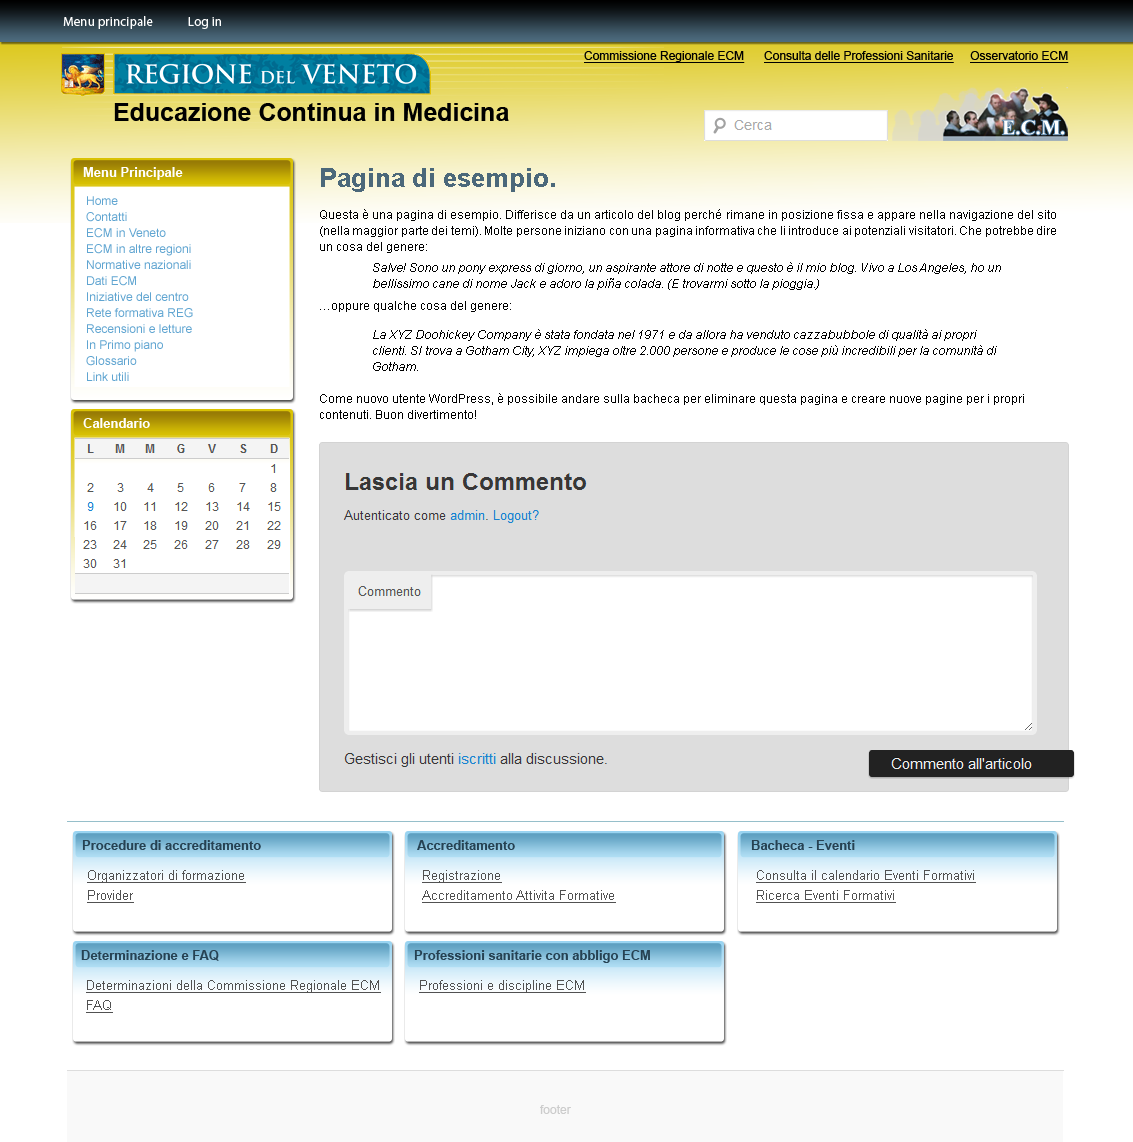 Menu principale Log in
Commissione Regionale ECM Consulta delle Professioni Sanitarie Osservatorio ECM
REGIONE DEL VENETO
Educazione Continua in Medicina
Cerca
E.C.M.
Menu Principale
Home
Contatti
ECM in Veneto
ECM in altre regioni
Normative nazionali
Dati ECM
Iniziative del centro
Rete formativa REG
Recensioni e letture
In Primo piano
Glossario
Link utili
Calendario
L M M G V S D
1
2 3 4 5 6 7 8
9 10 11 12 13 14 15
16 17 18 19 20 21 22
23 24 25 26 27 28 29
30 31
Pagina di esempio.
Questa è una pagina di esempio. Differisce da un articolo del blog perché rimane in posizione fissa e appare nella navigazione del sito
(nella maggior parte dei temi). Molte persone iniziano con una pagina informativa che li introduce ai potenziali visitatori. Che potrebbe dire
un cosa del genere:
Salve! Sono un pony express di giorno, un aspirante attore di notte e questo è il mio blog. Vivo a Los Angeles, ho un
bellissimo cane di nome Jack e adoro la piña colada. (E trovarmi sotto la pioggia.)
…oppure qualche cosa del genere:
La XYZ Doohickey Company è stata fondata nel 1971 e da allora ha venduto cazzabubbole di qualità ai propri
clienti. SI trova a Gotham City, XYZ impiega oltre 2.000 persone e produce le cose più incredibili per la comunità di
Gotham.
Come nuovo utente WordPress, è possibile andare sulla bacheca per eliminare questa pagina e creare nuove pagine per i propri
contenuti. Buon divertimento!
Lascia un Commento
Autenticato come admin. Logout?
Commento
Gestisci gli utenti iscritti alla discussione.
Commento all'articolo
Procedure di accreditamento
Organizzatori di formazione
Provider
Accreditamento
Registrazione
Accreditamento Attivita Formative
Bacheca - Eventi
Consulta il calendario Eventi Formativi
Ricerca Eventi Formativi
Determinazione e FAQ
Determinazioni della Commissione Regionale ECM
FAQ
Professioni sanitarie con abbligo ECM
Professioni e discipline ECM
footer